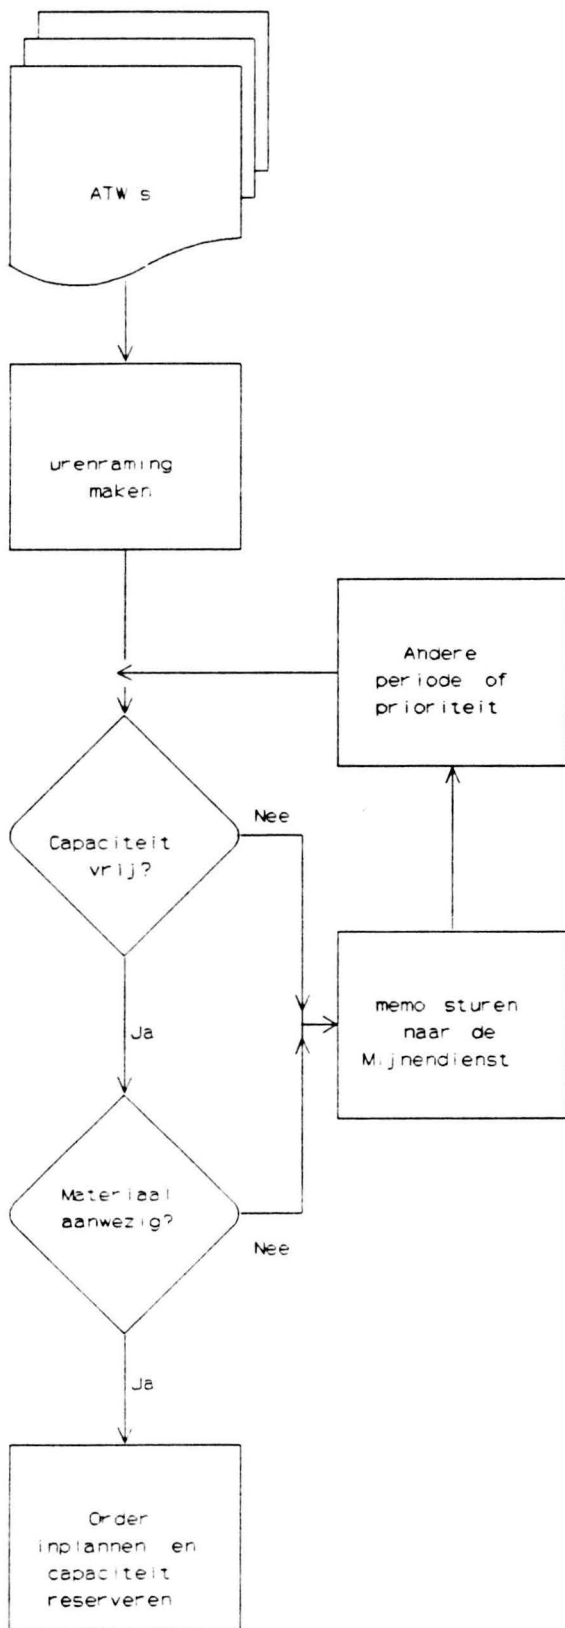 ATW s
urenraming
maken
Andere
periode of
prioriteit
Capaciteit
vrij?
Nee
memo sturen
naar de
Mijnendienst
Ja
Materiaal
aanwezig?
Nee
Ja
Order
inplannen en
capaciteit
reserveren